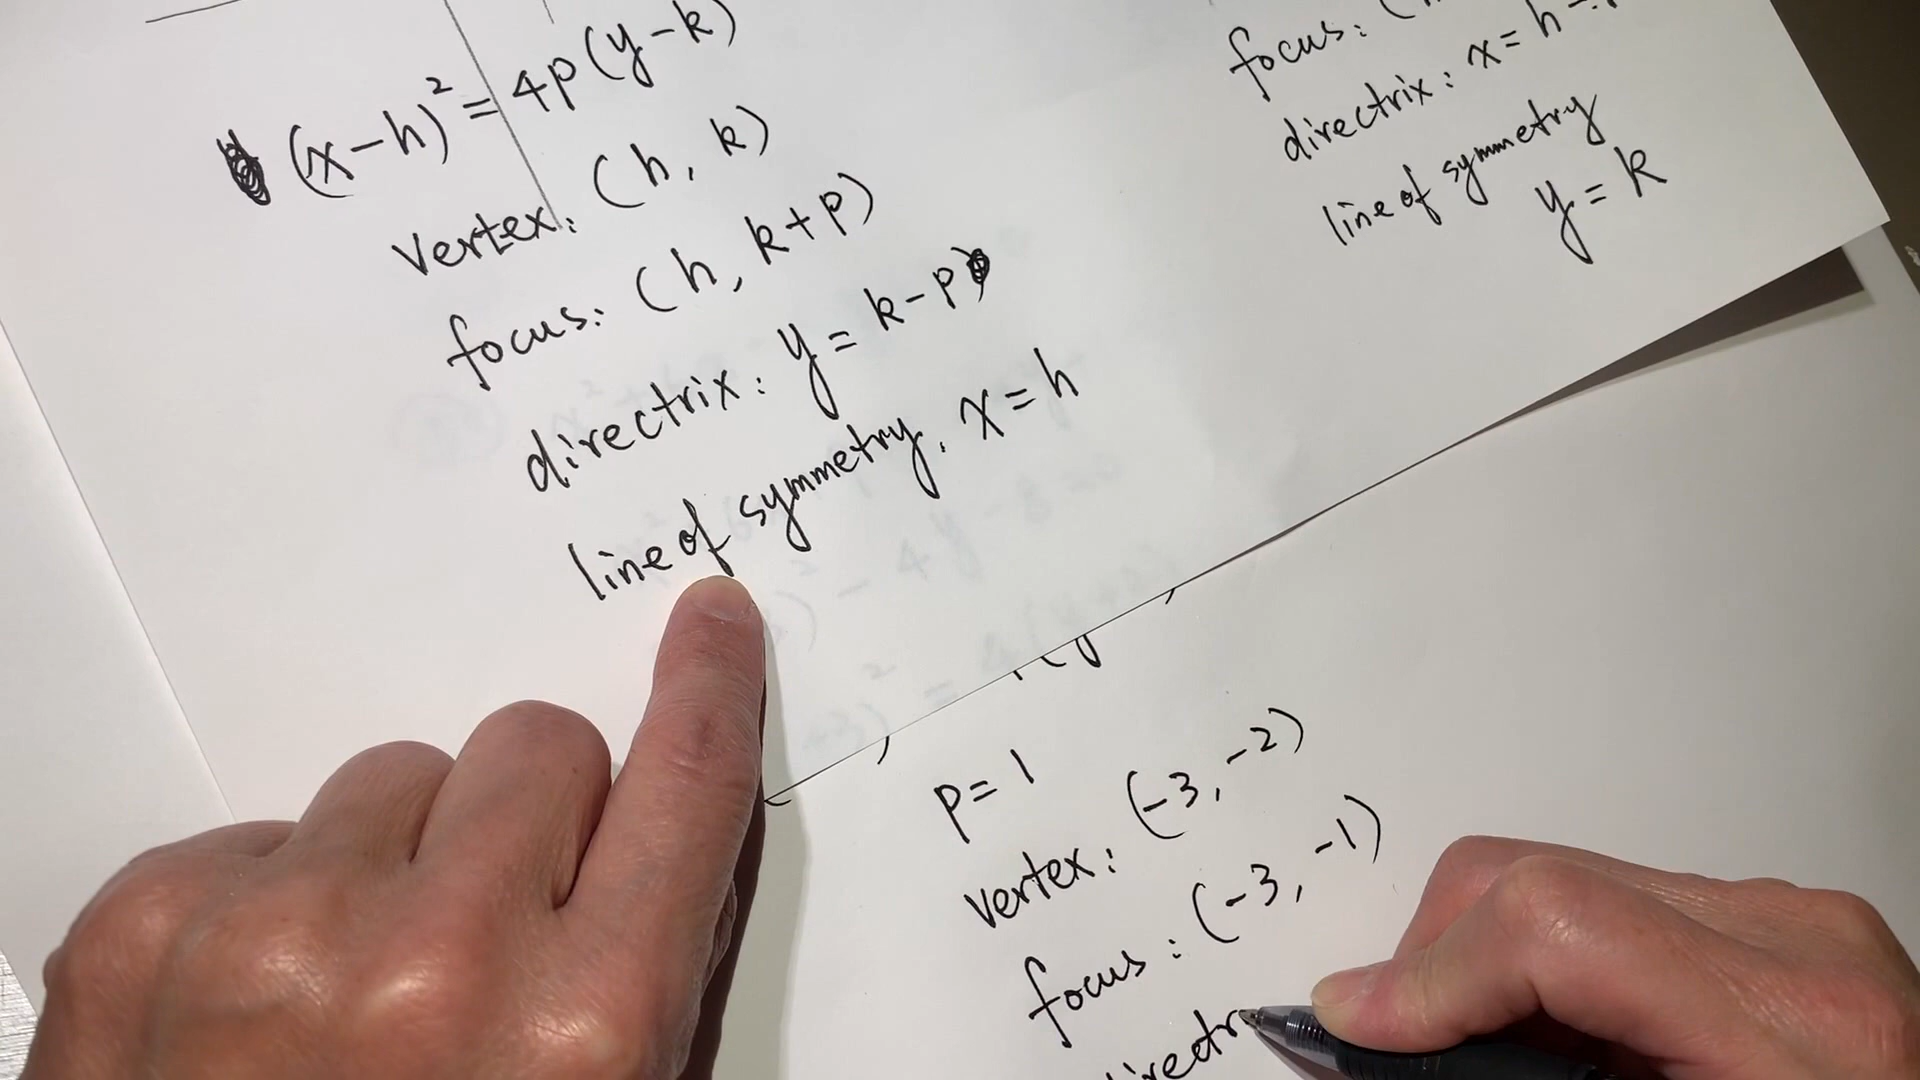 (x-h)² = 4p(y-k)
vertex: (h, k)
focus: (h, k+p)
directrix: y = k-p
line of symmetry. x = h
focus: (
directrix: x = h
line of symmetry
y = k
p = 1
vertex: (-3, -2)
focus: (-3, -1)
directr